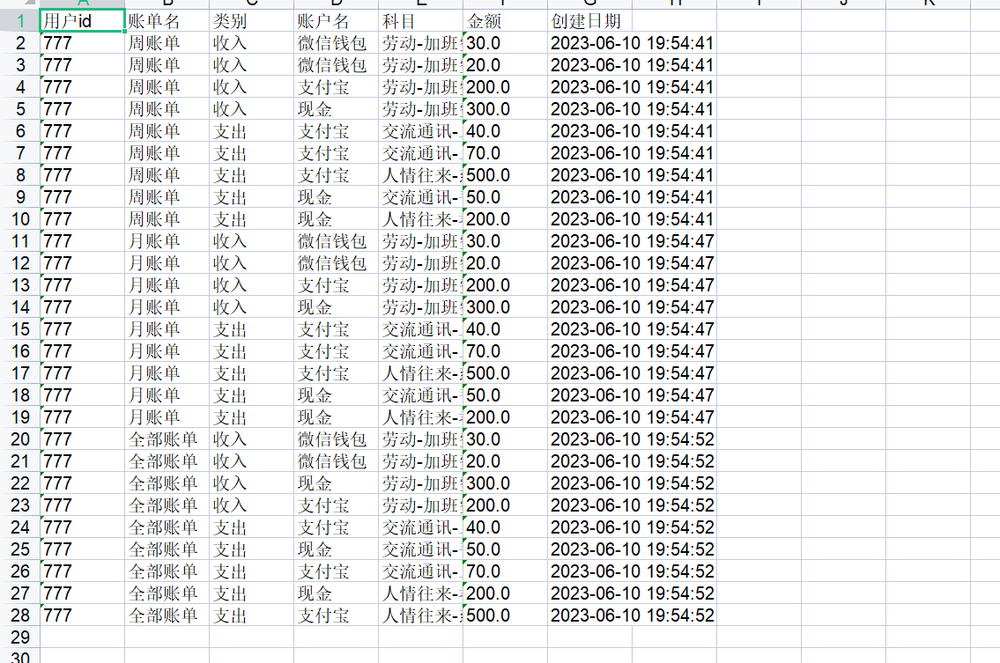 1 用户id 账单名 类别 账户名 科目 金额 创建日期
2 777 周账单 收入 微信钱包 劳动-加班 30.0 2023-06-10 19:54:41
3 777 周账单 收入 微信钱包 劳动-加班 20.0 2023-06-10 19:54:41
4 777 周账单 收入 支付宝 劳动-加班 200.0 2023-06-10 19:54:41
5 777 周账单 收入 现金 劳动-加班 300.0 2023-06-10 19:54:41
6 777 周账单 支出 支付宝 交流通讯- 40.0 2023-06-10 19:54:41
7 777 周账单 支出 支付宝 交流通讯- 70.0 2023-06-10 19:54:41
8 777 周账单 支出 支付宝 人情往来- 500.0 2023-06-10 19:54:41
9 777 周账单 支出 现金 交流通讯- 50.0 2023-06-10 19:54:41
10 777 周账单 支出 现金 人情往来- 200.0 2023-06-10 19:54:41
11 777 月账单 收入 微信钱包 劳动-加班 30.0 2023-06-10 19:54:47
12 777 月账单 收入 微信钱包 劳动-加班 20.0 2023-06-10 19:54:47
13 777 月账单 收入 支付宝 劳动-加班 200.0 2023-06-10 19:54:47
14 777 月账单 收入 现金 劳动-加班 300.0 2023-06-10 19:54:47
15 777 月账单 支出 支付宝 交流通讯- 40.0 2023-06-10 19:54:47
16 777 月账单 支出 支付宝 交流通讯- 70.0 2023-06-10 19:54:47
17 777 月账单 支出 支付宝 人情往来- 500.0 2023-06-10 19:54:47
18 777 月账单 支出 现金 交流通讯- 50.0 2023-06-10 19:54:47
19 777 月账单 支出 现金 人情往来- 200.0 2023-06-10 19:54:47
20 777 全部账单 收入 微信钱包 劳动-加班 30.0 2023-06-10 19:54:52
21 777 全部账单 收入 微信钱包 劳动-加班 20.0 2023-06-10 19:54:52
22 777 全部账单 收入 现金 劳动-加班 300.0 2023-06-10 19:54:52
23 777 全部账单 收入 支付宝 劳动-加班 200.0 2023-06-10 19:54:52
24 777 全部账单 支出 支付宝 交流通讯- 40.0 2023-06-10 19:54:52
25 777 全部账单 支出 现金 交流通讯- 50.0 2023-06-10 19:54:52
26 777 全部账单 支出 支付宝 交流通讯- 70.0 2023-06-10 19:54:52
27 777 全部账单 支出 现金 人情往来- 200.0 2023-06-10 19:54:52
28 777 全部账单 支出 支付宝 人情往来- 500.0 2023-06-10 19:54:52
29
30